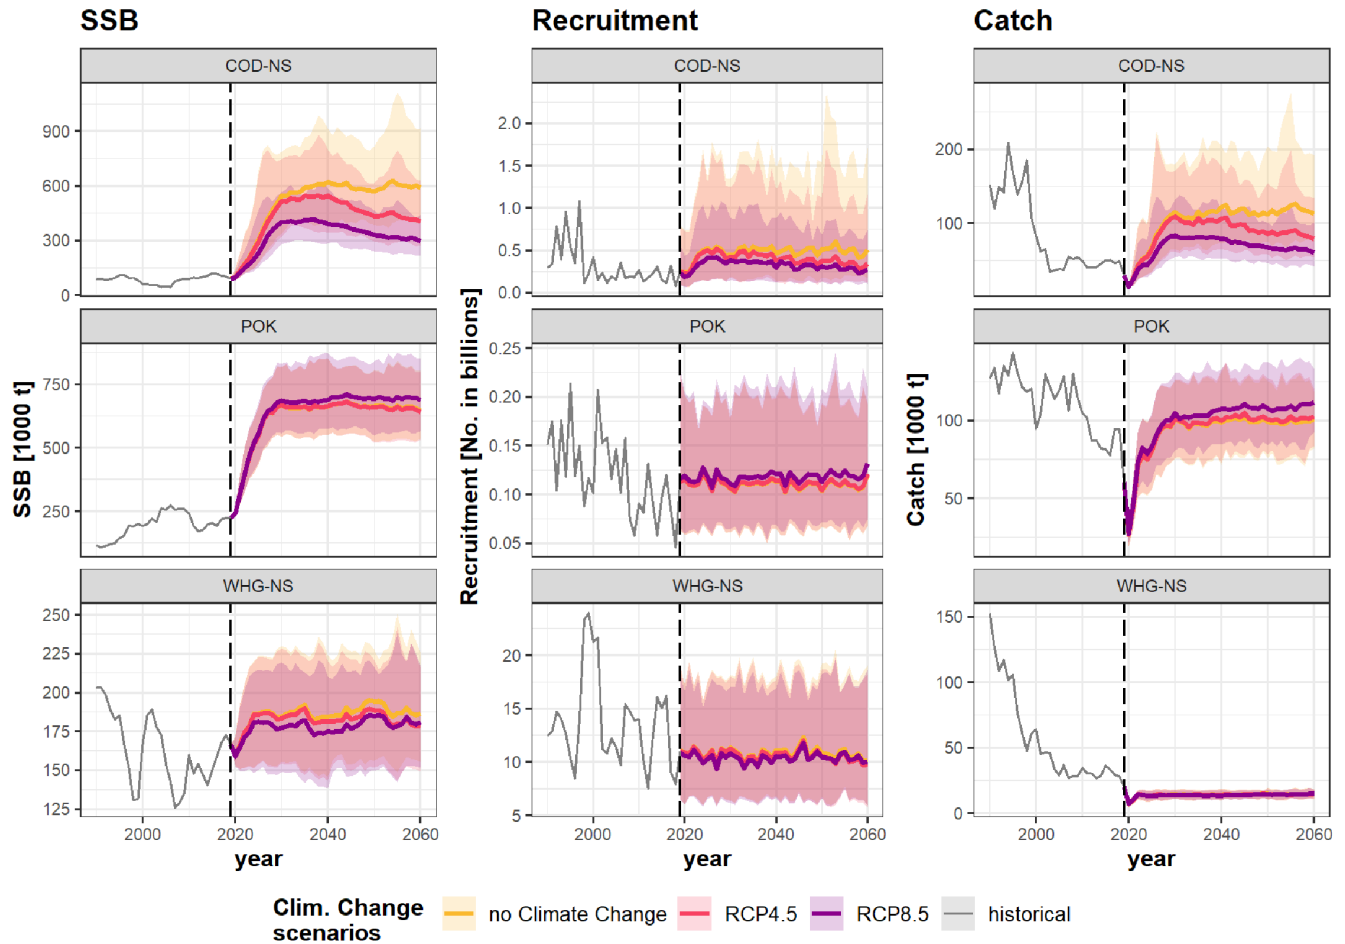 SSB
Recruitment
Catch
COD-NS
COD-NS
COD-NS
900
600
300
0
2.0
1.5
1.0
0.5
0.0
200
100
POK
POK
POK
750
500
250
0.25
0.20
0.15
0.10
0.05
100
50
WHG-NS
WHG-NS
WHG-NS
250
225
200
175
150
125
20
15
10
5
150
100
50
0
SSB [1000 t]
Recruitment [No. in billions]
Catch [1000 t]
2000 2020 2040 2060
2000 2020 2040 2060
2000 2020 2040 2060
year
year
year
Clim. Change
scenarios
no Climate Change
RCP4.5
RCP8.5
historical